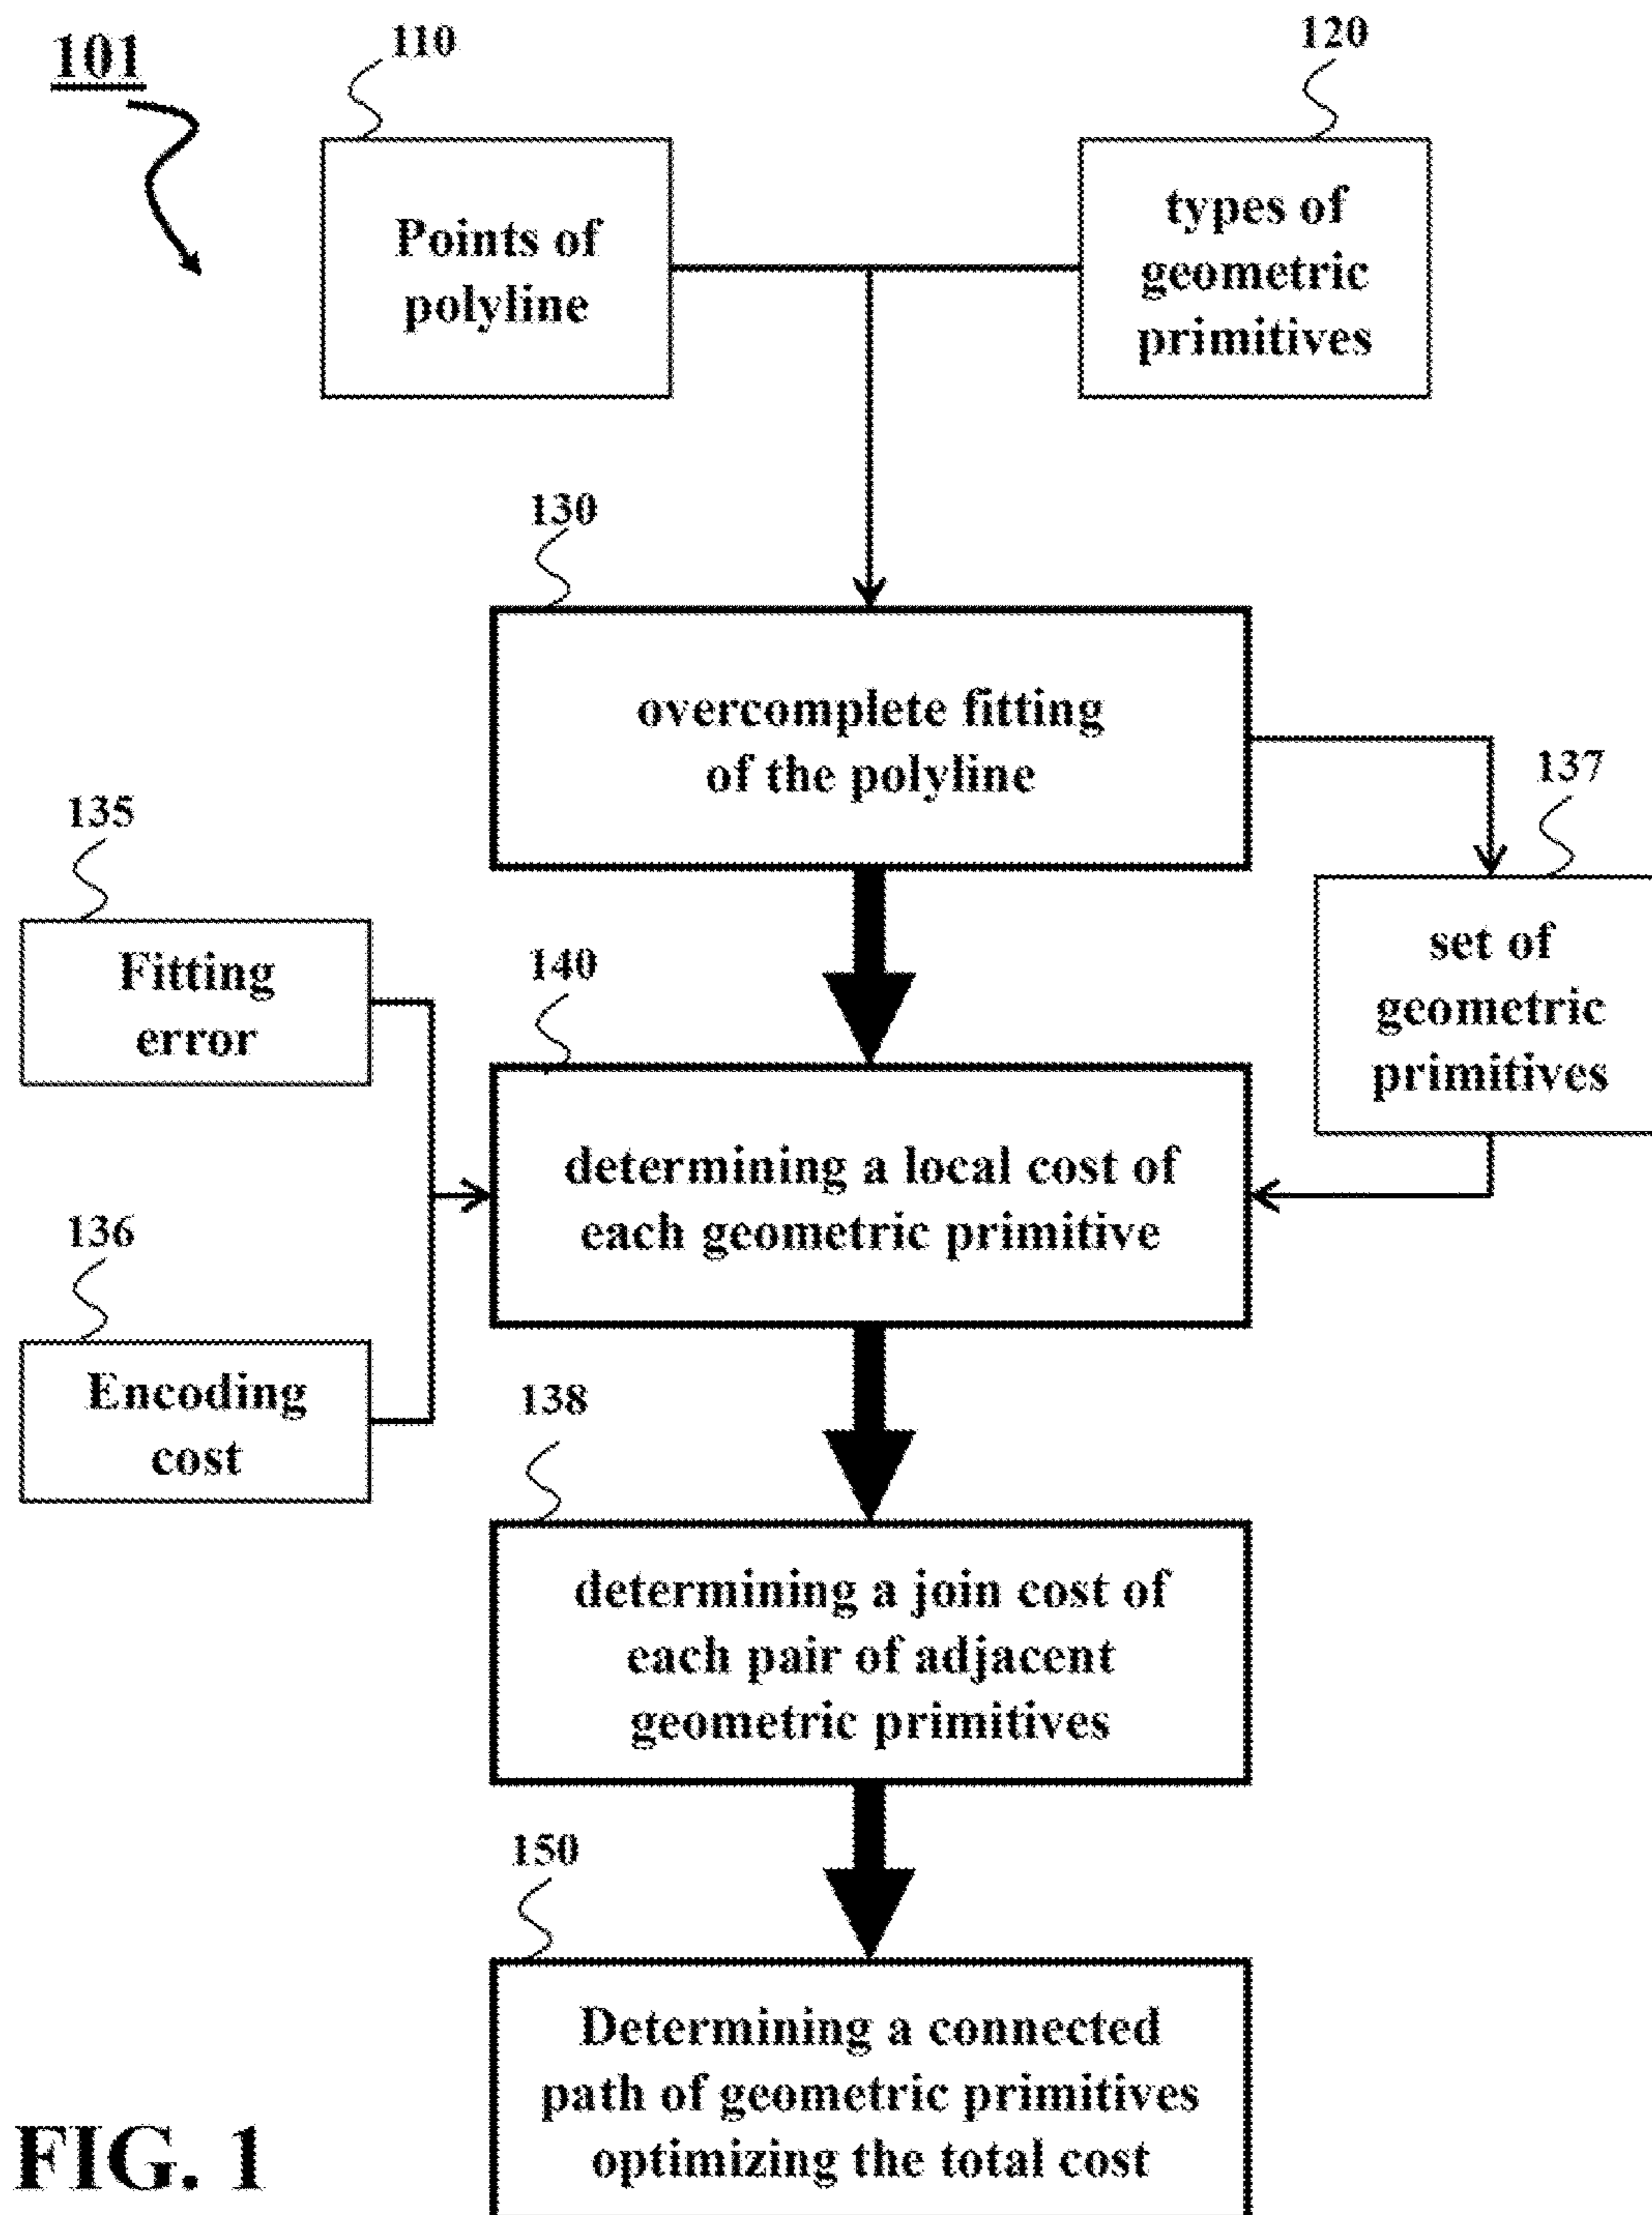 101
110
120
Points of
polyline
types of
geometric
primitives
130
overcomplete fitting
of the polyline
137
135
Fitting
error
set of
geometric
primitives
140
determining a local cost of
each geometric primitive
136
Encoding
cost
138
determining a join cost of
each pair of adjacent
geometric primitives
150
Determining a connected
path of geometric primitives
optimizing the total cost
FIG. 1